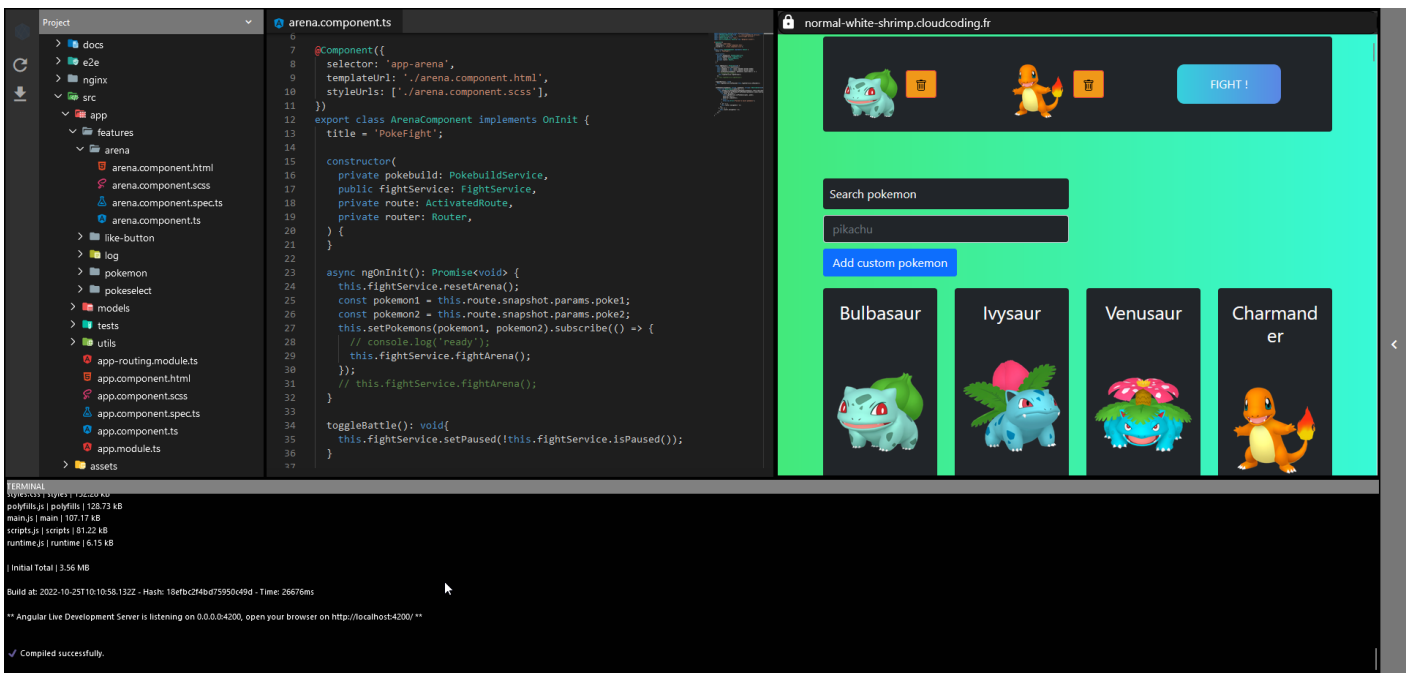 Project
docs
e2e
nginx
src
app
features
arena
arena.component.html
arena.component.scss
arena.component.spec.ts
arena.component.ts
like-button
log
pokemon
pokeselect
models
tests
utils
app-routing.module.ts
app.component.html
app.component.scss
app.component.spec.ts
app.component.ts
app.module.ts
assets
arena.component.ts
6
7 @Component({
8 selector: 'app-arena',
9 templateUrl: './arena.component.html',
10 styleUrls: ['./arena.component.scss'],
11 })
12 export class ArenaComponent implements OnInit {
13 title = 'PokeFight';
14
15 constructor(
16 private pokebuild: PokebuildService,
17 public fightService: FightService,
18 private route: ActivatedRoute,
19 private router: Router,
20 ) {
21 }
22
23 async ngOnInit(): Promise<void> {
24 this.fightService.resetArena();
25 const pokemon1 = this.route.snapshot.params.poke1;
26 const pokemon2 = this.route.snapshot.params.poke2;
27 this.setPokemons(pokemon1, pokemon2).subscribe(() => {
28 // console.log('ready');
29 this.fightService.fightArena();
30 });
31 // this.fightService.fightArena();
32 }
33
34 toggleBattle(): void{
35 this.fightService.setPaused(!this.fightService.isPaused());
36 }
37
normal-white-shrimp.cloudcoding.fr
FIGHT !
Search pokemon
pikachu
Add custom pokemon
Bulbasaur
Ivysaur
Venusaur
Charmand
er
TERMINAL
styles.css | styles | 152.26 kB
polyfills.js | polyfills | 128.73 kB
main.js | main | 107.17 kB
scripts.js | scripts | 81.22 kB
runtime.js | runtime | 6.15 kB
| Initial Total | 3.56 MB
Build at: 2022-10-25T10:10:58.132Z - Hash: 18efbc2f4bd75950c49d - Time: 26676ms
** Angular Live Development Server is listening on 0.0.0.0:4200, open your browser on http://localhost:4200/ **
✓ Compiled successfully.